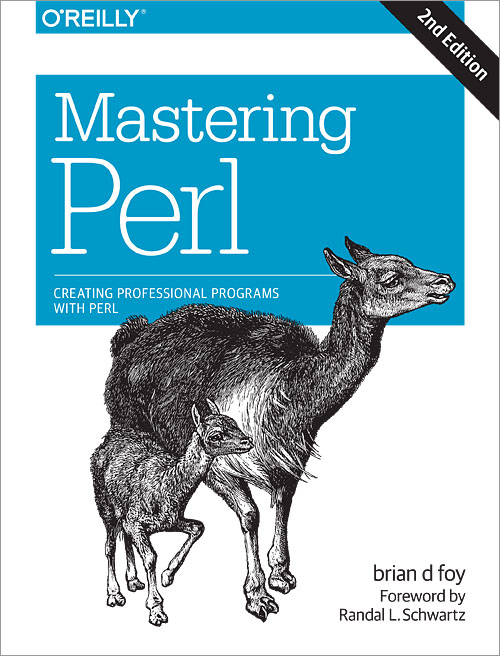 O'REILLY®
2nd Edition
Mastering
Perl
CREATING PROFESSIONAL PROGRAMS
WITH PERL
brian d foy
Foreword by
Randal L. Schwartz